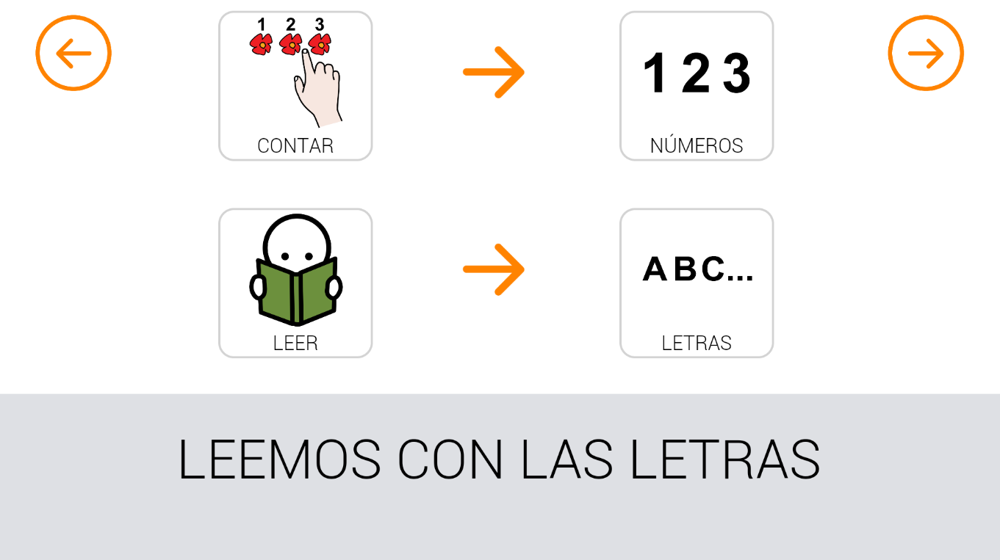 1 2 3
CONTAR
1 2 3
NÚMEROS
LEER
ABC...
LETRAS
LEEMOS CON LAS LETRAS